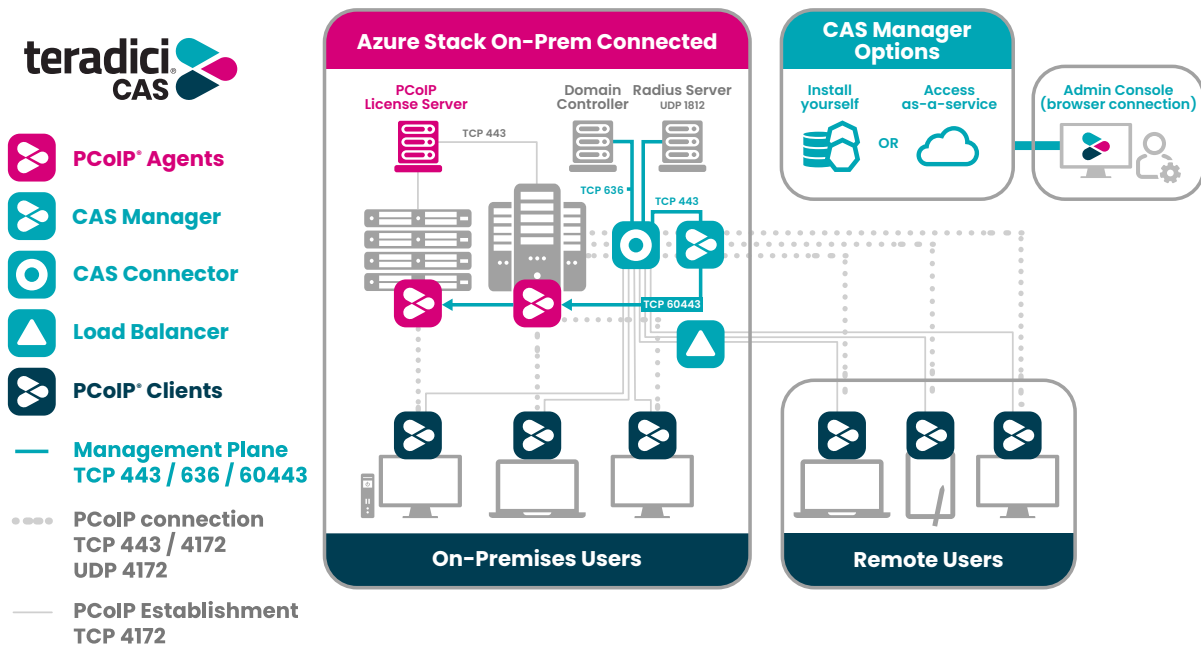 teradici®
CAS
PCoIP® Agents
CAS Manager
CAS Connector
Load Balancer
PCoIP® Clients
Management Plane
TCP 443 / 636 / 60443
PCoIP connection
TCP 443 / 4172
UDP 4172
PCoIP Establishment
TCP 4172
Azure Stack On-Prem Connected
PCoIP
License Server
TCP 443
Domain
Controller
Radius Server
UDP 1812
TCP 636
TCP 443
TCP 60443
On-Premises Users
CAS Manager
Options
Install
yourself
OR
Access
as-a-service
Admin Console
(browser connection)
Remote Users